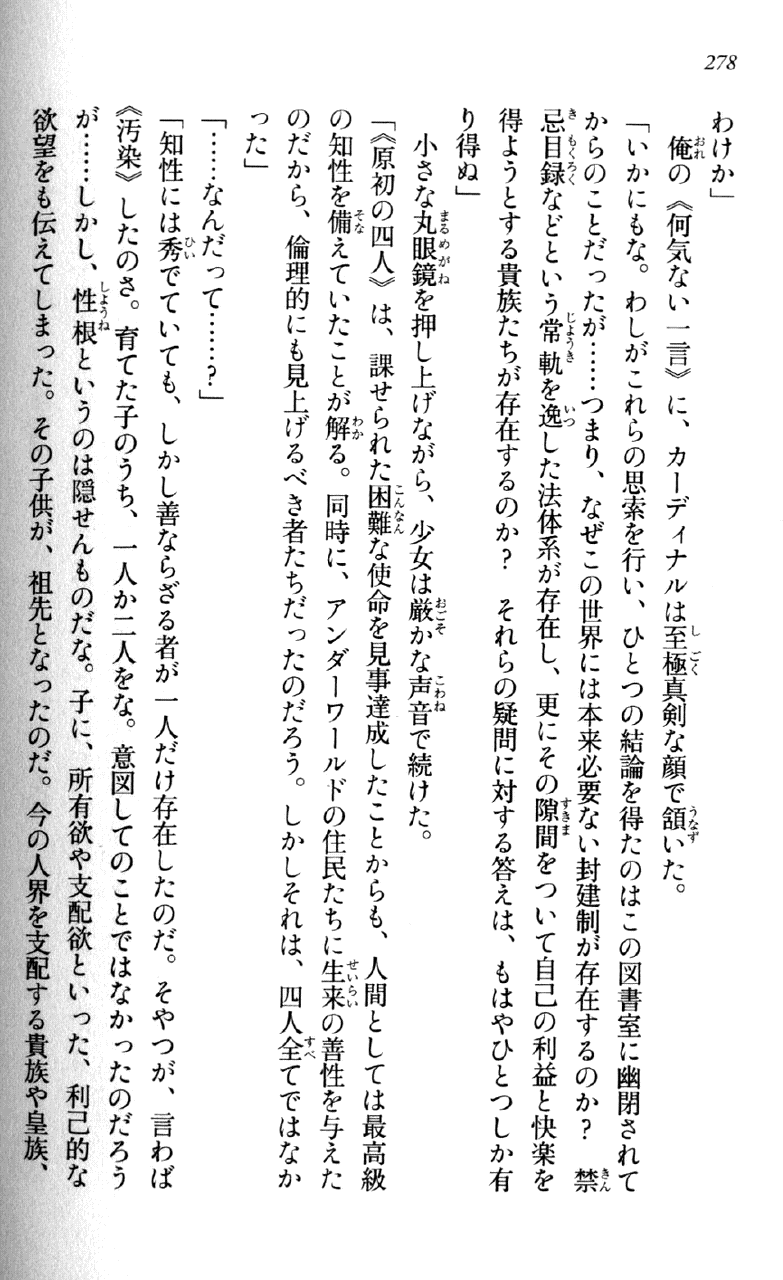 278
わけか」
　俺の《何気ない一言》に、カーディナルは至極真剣な顔で頷いた。
「いかにもな。わしがこれらの思索を行い、ひとつの結論を得たのはこの図書室に幽閉されて
からのことだったが……つまり、なぜこの世界には本来必要ない封建制が存在するのか？　禁
忌目録などという常軌を逸した法体系が存在し、更にその隙間をついて自己の利益と快楽を
得ようとする貴族たちが存在するのか？　それらの疑問に対する答えは、もはやひとつしか有
り得ぬ」
　小さな丸眼鏡を押し上げながら、少女は厳かな声音で続けた。
「《原初の四人》は、課せられた困難な使命を見事達成したことからも、人間としては最高級
の知性を備えていたことが解る。同時に、アンダーワールドの住民たちに生来の善性を与えた
のだから、倫理的にも見上げるべき者たちだったのだろう。しかしそれは、四人全てではなか
った」
「……なんだって……？」
「知性には秀でていても、しかし善ならざる者が一人だけ存在したのだ。そやつが、言わば
《汚染》したのさ。育てた子のうち、一人か二人をな。意図してのことではなかったのだろう
が……しかし、性根というのは隠せんものだな。子に、所有欲や支配欲といった、利己的な
欲望をも伝えてしまった。その子供が、祖先となったのだ。今の人界を支配する貴族や皇族、